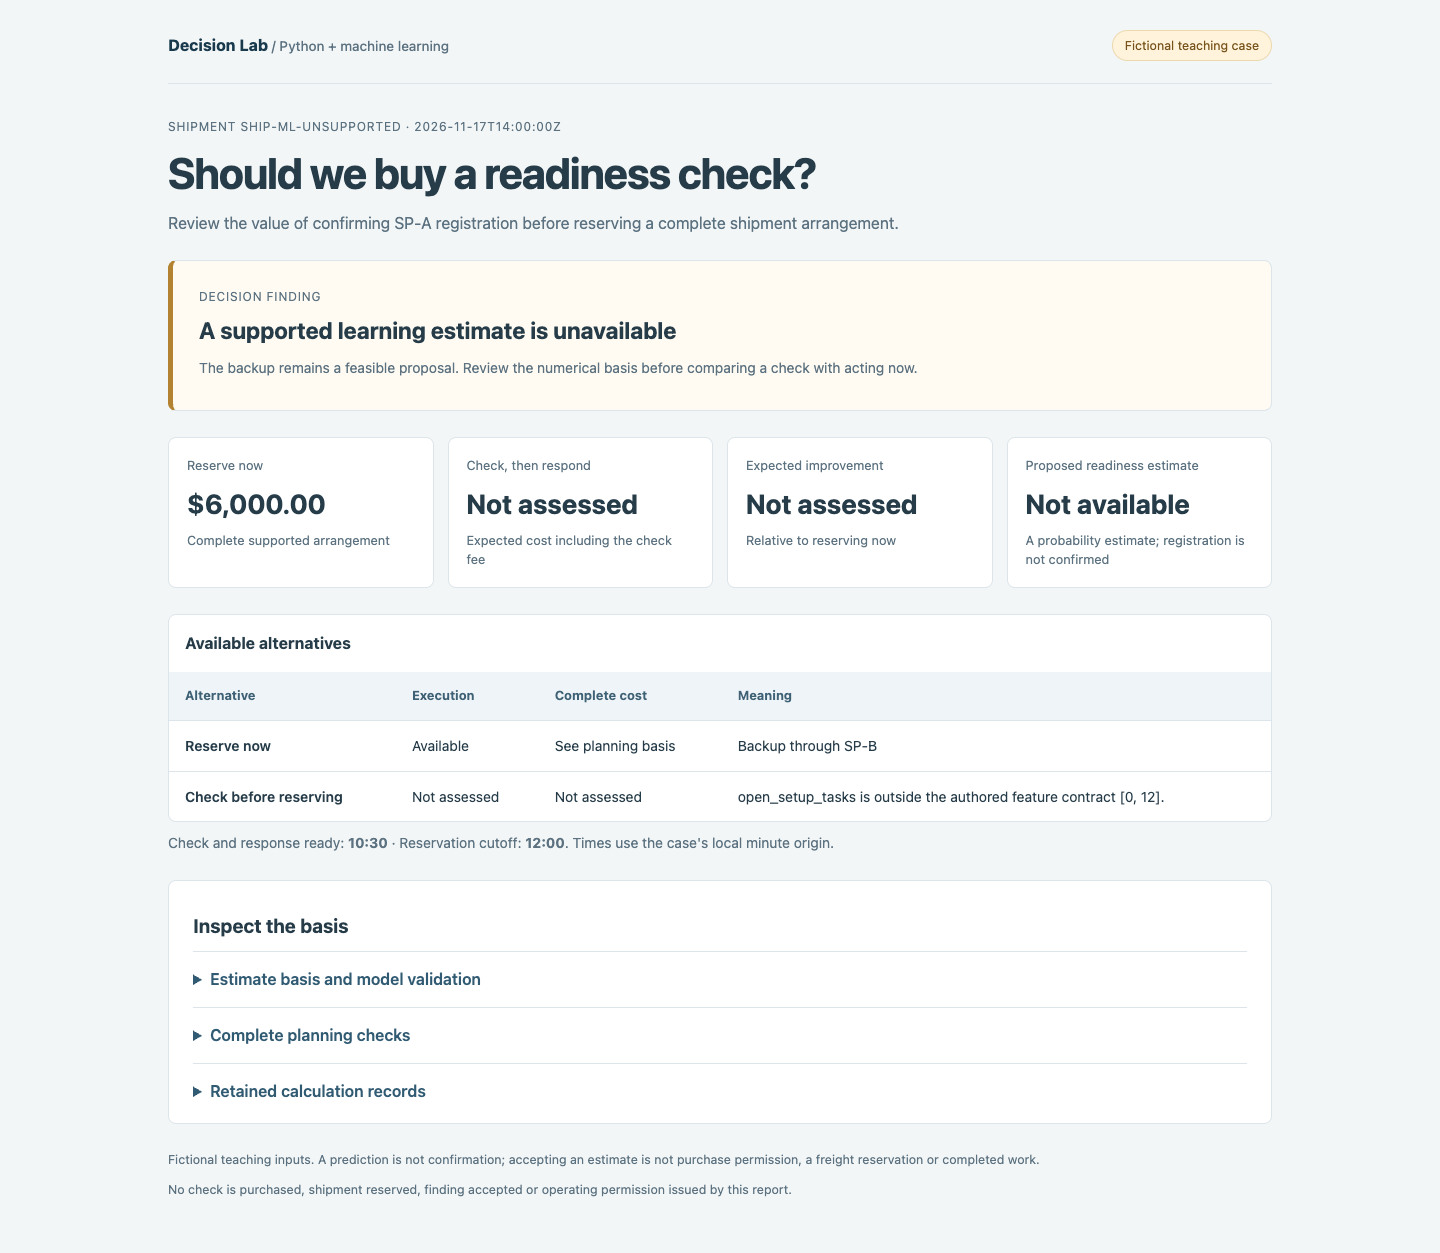 Decision Lab / Python + machine learning
Fictional teaching case
SHIPMENT SHIP-ML-UNSUPPORTED · 2026-11-17T14:00:00Z
Should we buy a readiness check?
Review the value of confirming SP-A registration before reserving a complete shipment arrangement.
DECISION FINDING
A supported learning estimate is unavailable
The backup remains a feasible proposal. Review the numerical basis before comparing a check with acting now.
Reserve now
$6,000.00
Complete supported arrangement
Check, then respond
Not assessed
Expected cost including the check
fee
Expected improvement
Not assessed
Relative to reserving now
Proposed readiness estimate
Not available
A probability estimate; registration is
not confirmed
Available alternatives
Alternative Execution Complete cost Meaning
Reserve now Available See planning basis Backup through SP-B
Check before reserving Not assessed Not assessed open_setup_tasks is outside the authored feature contract [0, 12].
Check and response ready: 10:30 · Reservation cutoff: 12:00. Times use the case's local minute origin.
Inspect the basis
Estimate basis and model validation
Complete planning checks
Retained calculation records
Fictional teaching inputs. A prediction is not confirmation; accepting an estimate is not purchase permission, a freight reservation or completed work.
No check is purchased, shipment reserved, finding accepted or operating permission issued by this report.